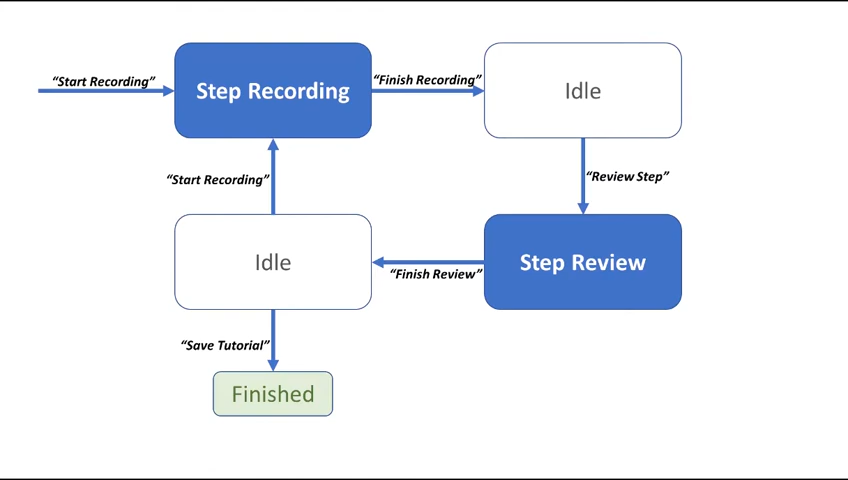 “Start Recording”
Step Recording
“Finish Recording”
Idle
“Start Recording”
“Review Step”
Idle
“Finish Review”
Step Review
“Save Tutorial”
Finished